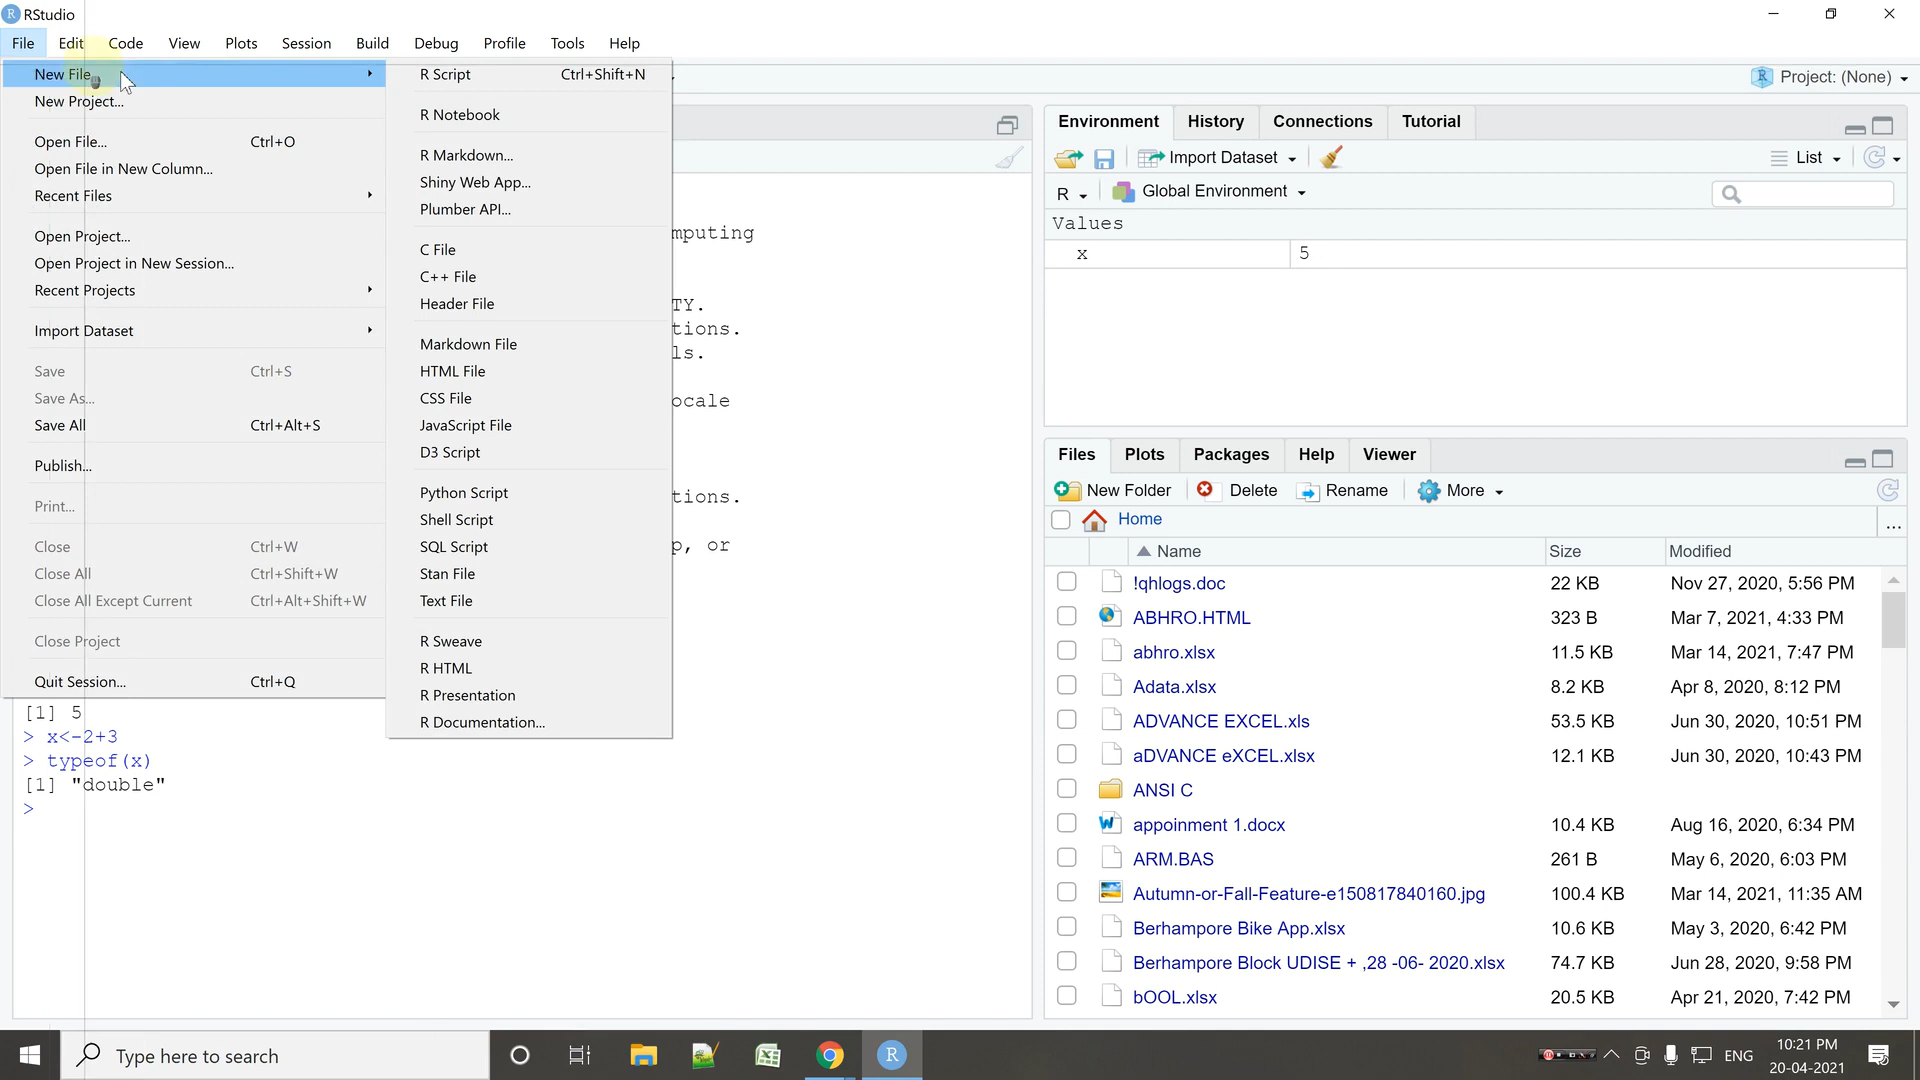 RStudio
File Edit Code View Plots Session Build Debug Profile Tools Help
New File
New Project...
Open File... Ctrl+O
Open File in New Column...
Recent Files
Open Project...
Open Project in New Session...
Recent Projects
Import Dataset
Save Ctrl+S
Save As...
Save All Ctrl+Alt+S
Publish...
Print...
Close Ctrl+W
Close All Ctrl+Shift+W
Close All Except Current Ctrl+Alt+Shift+W
Close Project
Quit Session... Ctrl+Q
R Script Ctrl+Shift+N
R Notebook
R Markdown...
Shiny Web App...
Plumber API...
C File
C++ File
Header File
Markdown File
HTML File
CSS File
JavaScript File
D3 Script
Python Script
Shell Script
SQL Script
Stan File
Text File
R Sweave
R HTML
R Presentation
R Documentation...
mputing
TY.
tions.
ls.
ocale
tions.
p, or
[1] 5
> x<-2+3
> typeof(x)
[1] "double"
>
Project: (None)
Environment History Connections Tutorial
Import Dataset List
R Global Environment
Values
x 5
Files Plots Packages Help Viewer
New Folder Delete Rename More
Home ...
Name Size Modified
!qhlogs.doc 22 KB Nov 27, 2020, 5:56 PM
ABHRO.HTML 323 B Mar 7, 2021, 4:33 PM
abhro.xlsx 11.5 KB Mar 14, 2021, 7:47 PM
Adata.xlsx 8.2 KB Apr 8, 2020, 8:12 PM
ADVANCE EXCEL.xls 53.5 KB Jun 30, 2020, 10:51 PM
aDVANCE eXCEL.xlsx 12.1 KB Jun 30, 2020, 10:43 PM
ANSI C
appoinment 1.docx 10.4 KB Aug 16, 2020, 6:34 PM
ARM.BAS 261 B May 6, 2020, 6:03 PM
Autumn-or-Fall-Feature-e150817840160.jpg 100.4 KB Mar 14, 2021, 11:35 AM
Berhampore Bike App.xlsx 10.6 KB May 3, 2020, 6:42 PM
Berhampore Block UDISE + ,28 -06- 2020.xlsx 74.7 KB Jun 28, 2020, 9:58 PM
bOOL.xlsx 20.5 KB Apr 21, 2020, 7:42 PM
Type here to search
ENG
10:21 PM
20-04-2021